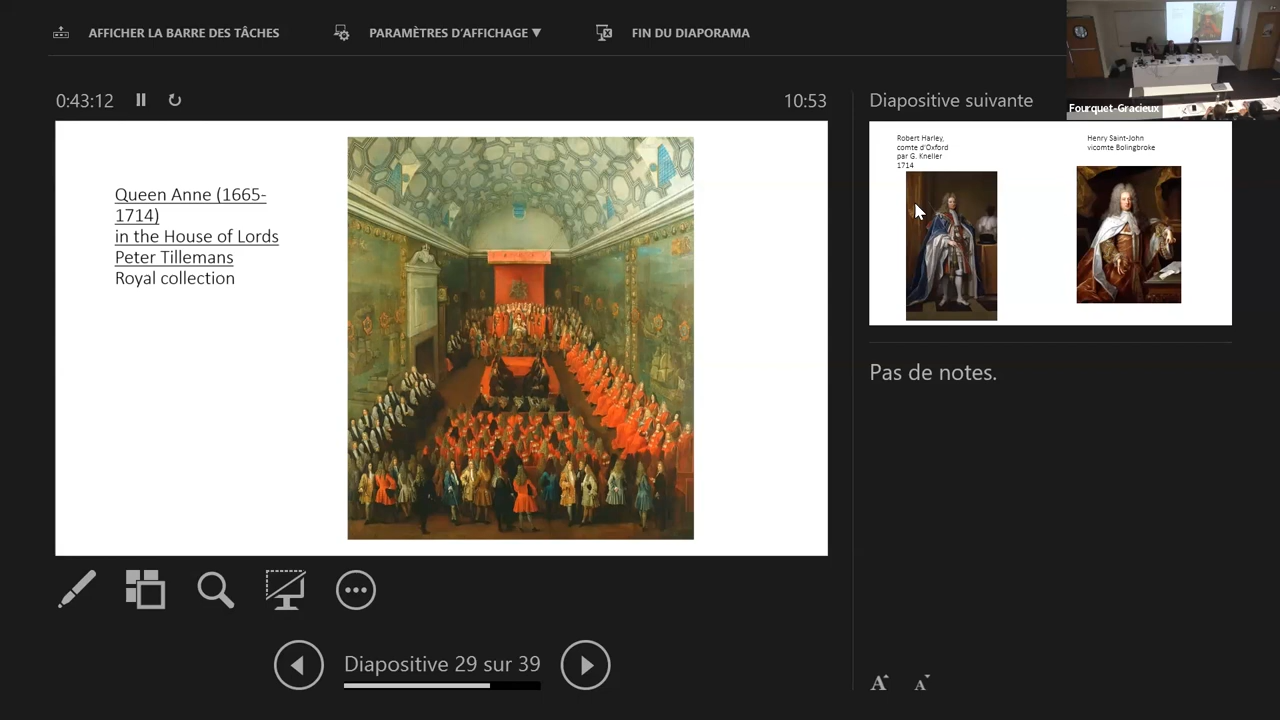 AFFICHER LA BARRE DES TÂCHES
PARAMÈTRES D'AFFICHAGE ▼
FIN DU DIAPORAMA
Fourquet-Gracieux
0:43:12
10:53
Diapositive suivante
Queen Anne (1665-
1714)
in the House of Lords
Peter Tillemans
Royal collection
Robert Harley,
comte d'Oxford
par G. Kneller
1714
Henry Saint-John
vicomte Bolingbroke
Pas de notes.
Diapositive 29 sur 39
A
A